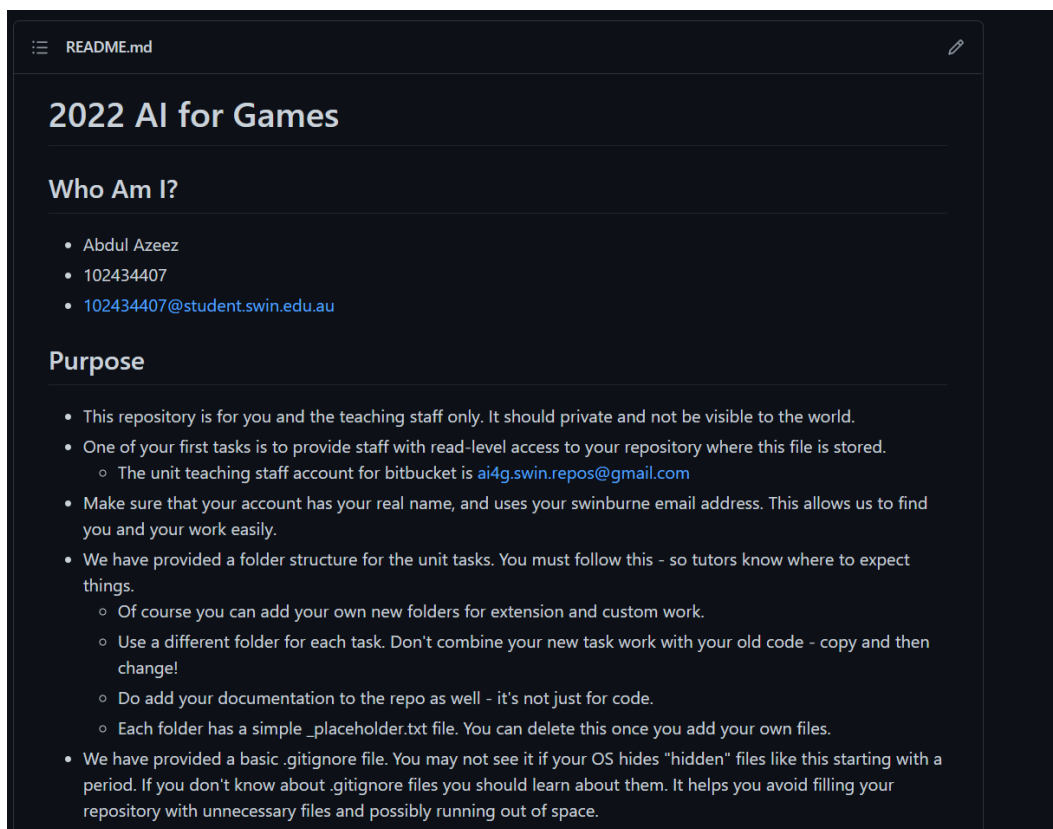 README.md
2022 AI for Games
Who Am I?
• Abdul Azeez
• 102434407
• 102434407@student.swin.edu.au
Purpose
• This repository is for you and the teaching staff only. It should private and not be visible to the world.
• One of your first tasks is to provide staff with read-level access to your repository where this file is stored.
◦ The unit teaching staff account for bitbucket is ai4g.swin.repos@gmail.com
• Make sure that your account has your real name, and uses your swinburne email address. This allows us to find
you and your work easily.
• We have provided a folder structure for the unit tasks. You must follow this - so tutors know where to expect
things.
◦ Of course you can add your own new folders for extension and custom work.
◦ Use a different folder for each task. Don't combine your new task work with your old code - copy and then
change!
◦ Do add your documentation to the repo as well - it's not just for code.
◦ Each folder has a simple _placeholder.txt file. You can delete this once you add your own files.
• We have provided a basic .gitignore file. You may not see it if your OS hides "hidden" files like this starting with a
period. If you don't know about .gitignore files you should learn about them. It helps you avoid filling your
repository with unnecessary files and possibly running out of space.